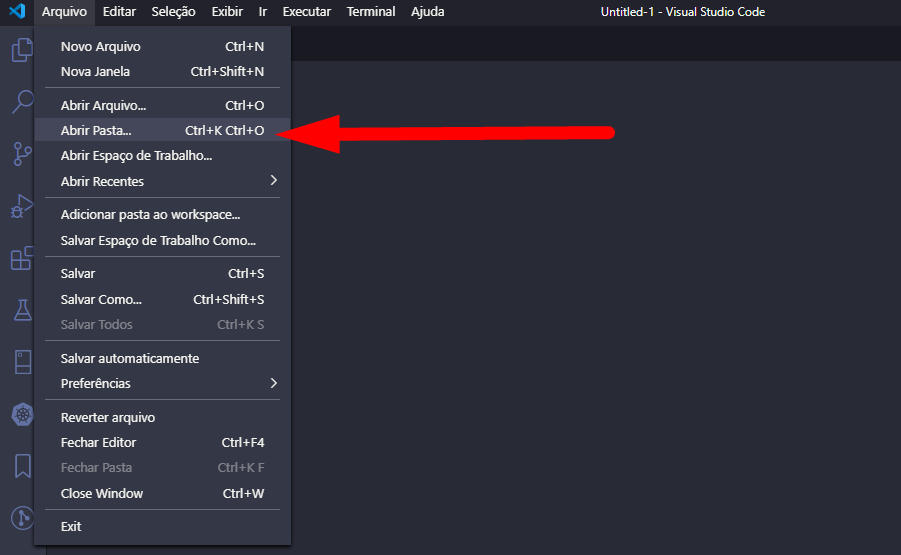 Arquivo Editar Seleção Exibir Ir Executar Terminal Ajuda Untitled-1 - Visual Studio Code
Novo Arquivo Ctrl+N
Nova Janela Ctrl+Shift+N
Abrir Arquivo... Ctrl+O
Abrir Pasta... Ctrl+K Ctrl+O
Abrir Espaço de Trabalho...
Abrir Recentes
Adicionar pasta ao workspace...
Salvar Espaço de Trabalho Como...
Salvar Ctrl+S
Salvar Como... Ctrl+Shift+S
Salvar Todos Ctrl+K S
Salvar automaticamente
Preferências
Reverter arquivo
Fechar Editor Ctrl+F4
Fechar Pasta Ctrl+K F
Close Window Ctrl+W
Exit